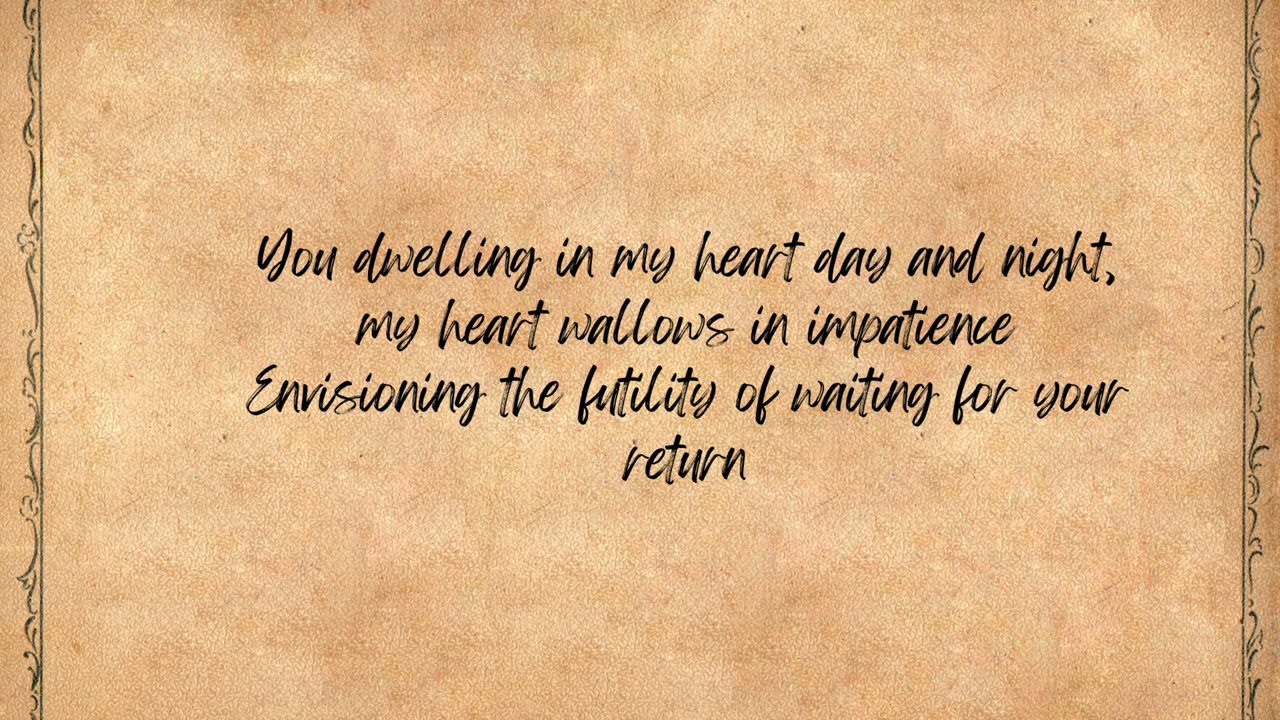 You dwelling in my heart day and night,
my heart wallows in impatience
Envisioning the futility of waiting for your
return